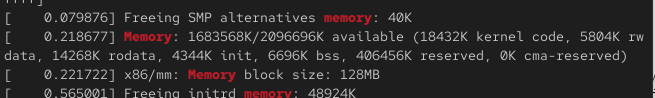 [    0.079876] Freeing SMP alternatives memory: 40K
[    0.218677] Memory: 1683568K/2096696K available (18432K kernel code, 5804K rw
data, 14268K rodata, 4344K init, 6696K bss, 406456K reserved, 0K cma-reserved)
[    0.221722] x86/mm: Memory block size: 128MB
[    0.565001] Freeing initrd memory: 48924K